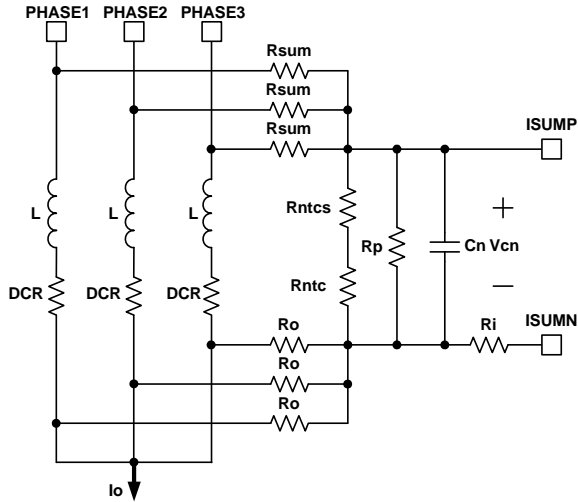 PHASE1 PHASE2 PHASE3
Rsum
Rsum
Rsum
ISUMP
L L L
Rntcs
Rp
Cn Vcn
+
−
DCR DCR DCR
Rntc
Ro
Ri
ISUMN
Ro
Ro
Io